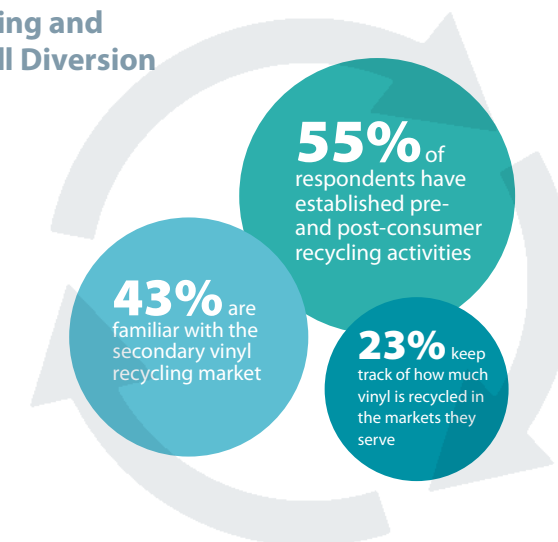 ing and
ll Diversion
55% of
respondents have
established pre-
and post-consumer
recycling activities
43% are
familiar with the
secondary vinyl
recycling market
23% keep
track of how much
vinyl is recycled in
the markets they
serve